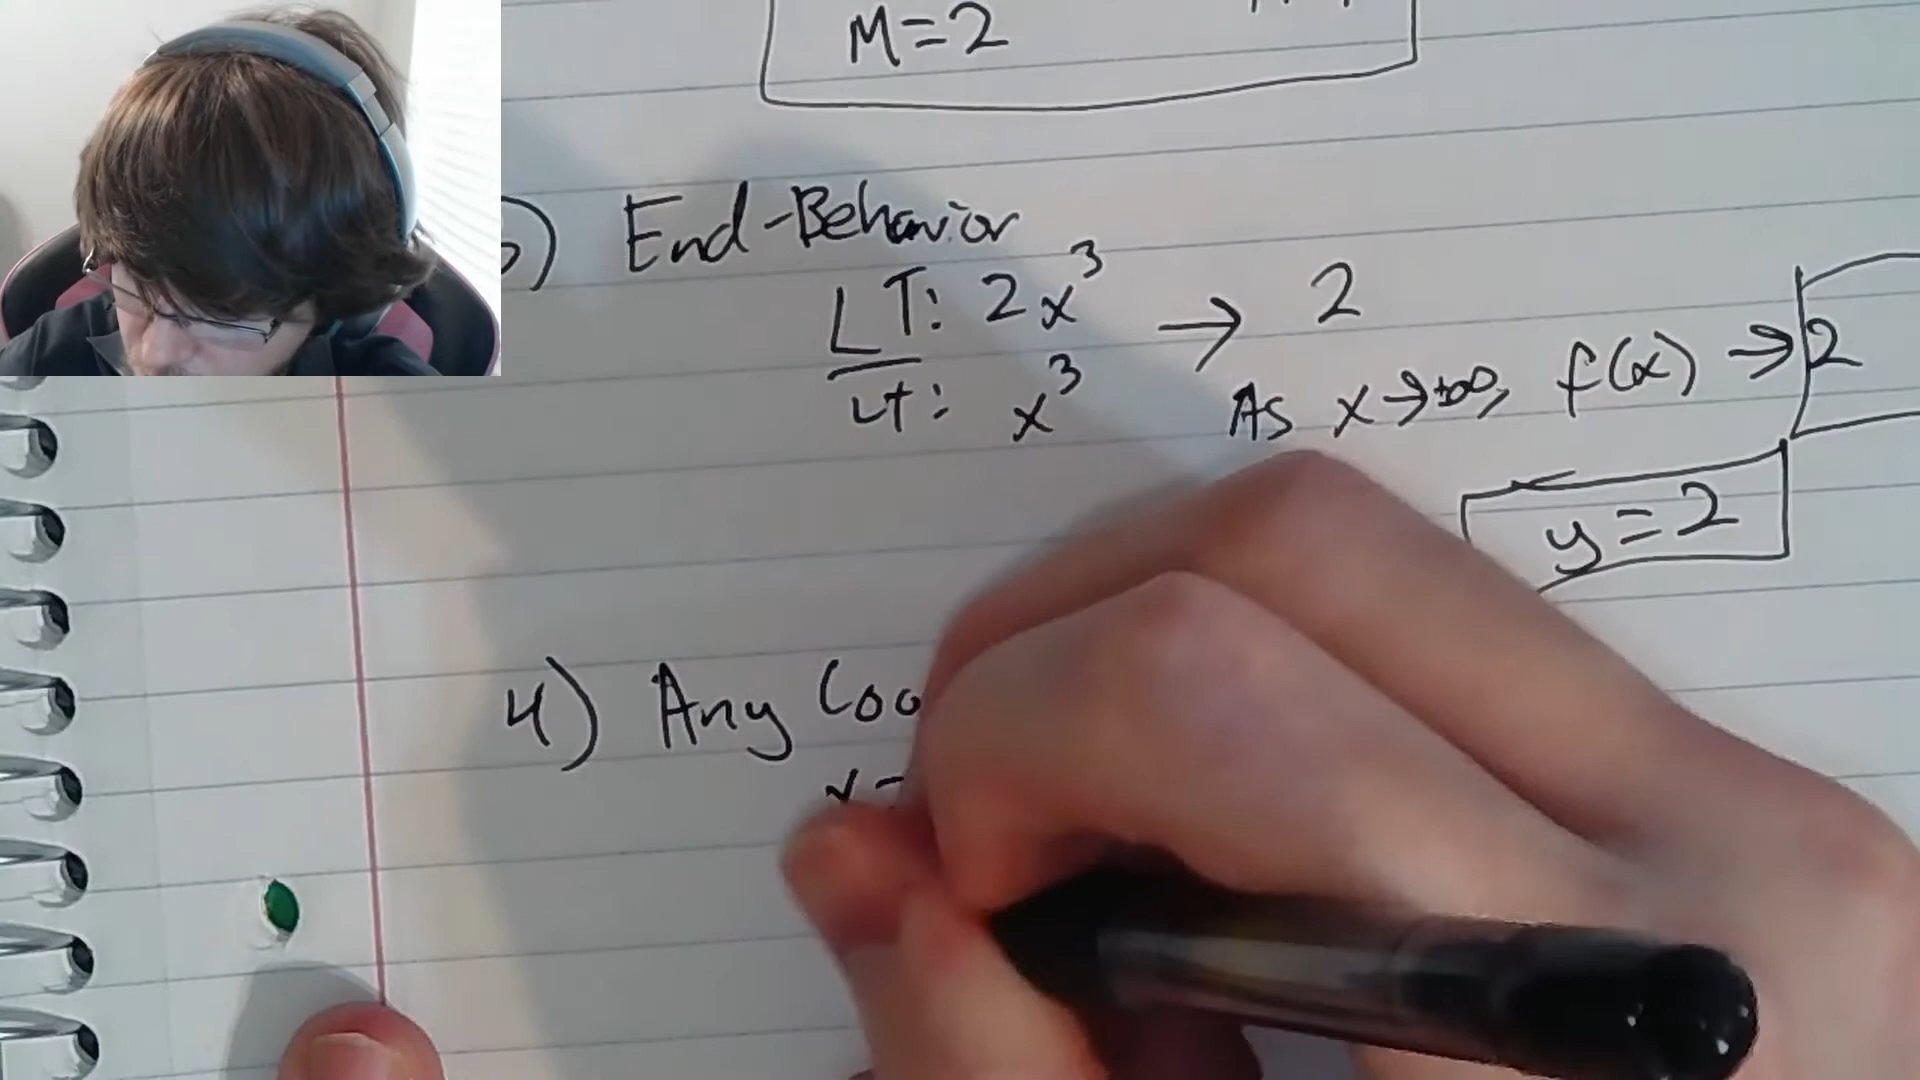 M=2
) End-Behavior
LT: 2x³ → 2
LT: x³ As x→±∞, f(x) → 2
y=2
4) Any Coo
x=